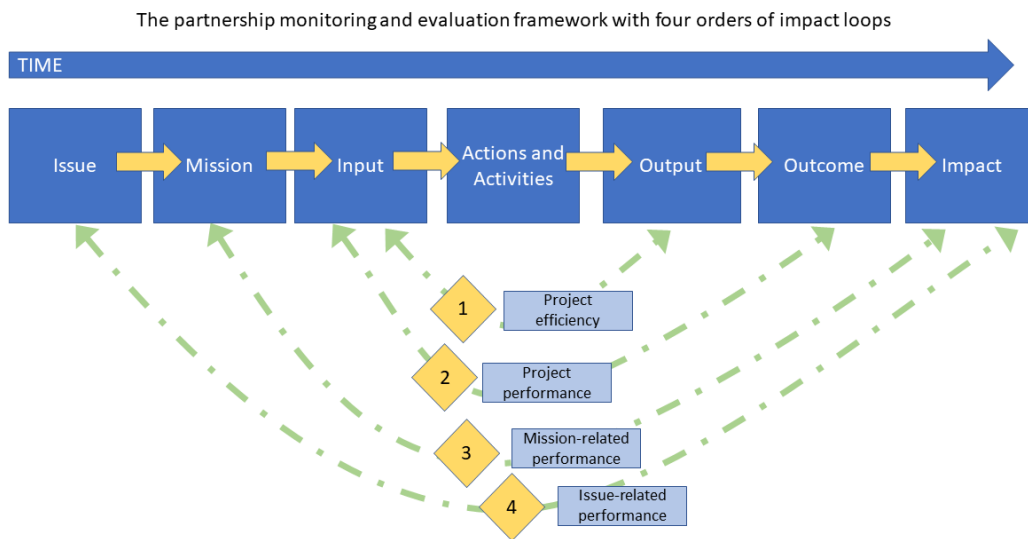 The partnership monitoring and evaluation framework with four orders of impact loops
TIME
Issue
Mission
Input
Actions and
Activities
Output
Outcome
Impact
1
Project
efficiency
2
Project
performance
3
Mission-related
performance
4
Issue-related
performance